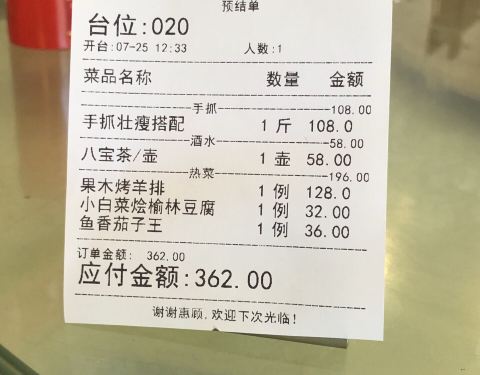 预结单
台位:020
开台:07-25 12:33 人数:1
菜品名称 数量 金额
手抓 108.00
手抓壮瘦搭配 1 斤 108.0
酒水 58.00
八宝茶/壶 1 壶 58.00
热菜 196.00
果木烤羊排 1 例 128.0
小白菜烩榆林豆腐 1 例 32.00
鱼香茄子王 1 例 36.00
订单金额: 362.00
应付金额:362.00
谢谢惠顾,欢迎下次光临!